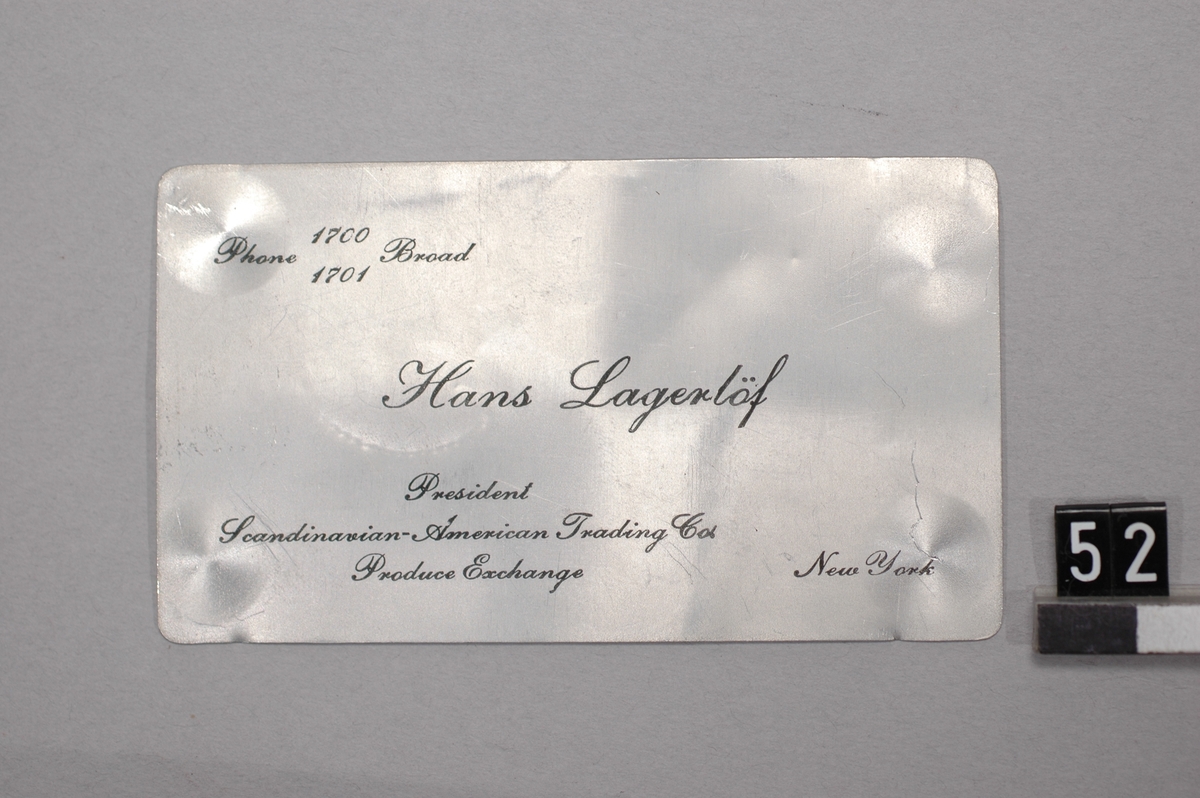 Phone 1700 Broad
1701
Hans Lagerlöf
President
Scandinavian-American Trading Co.
Produce Exchange
New York
52